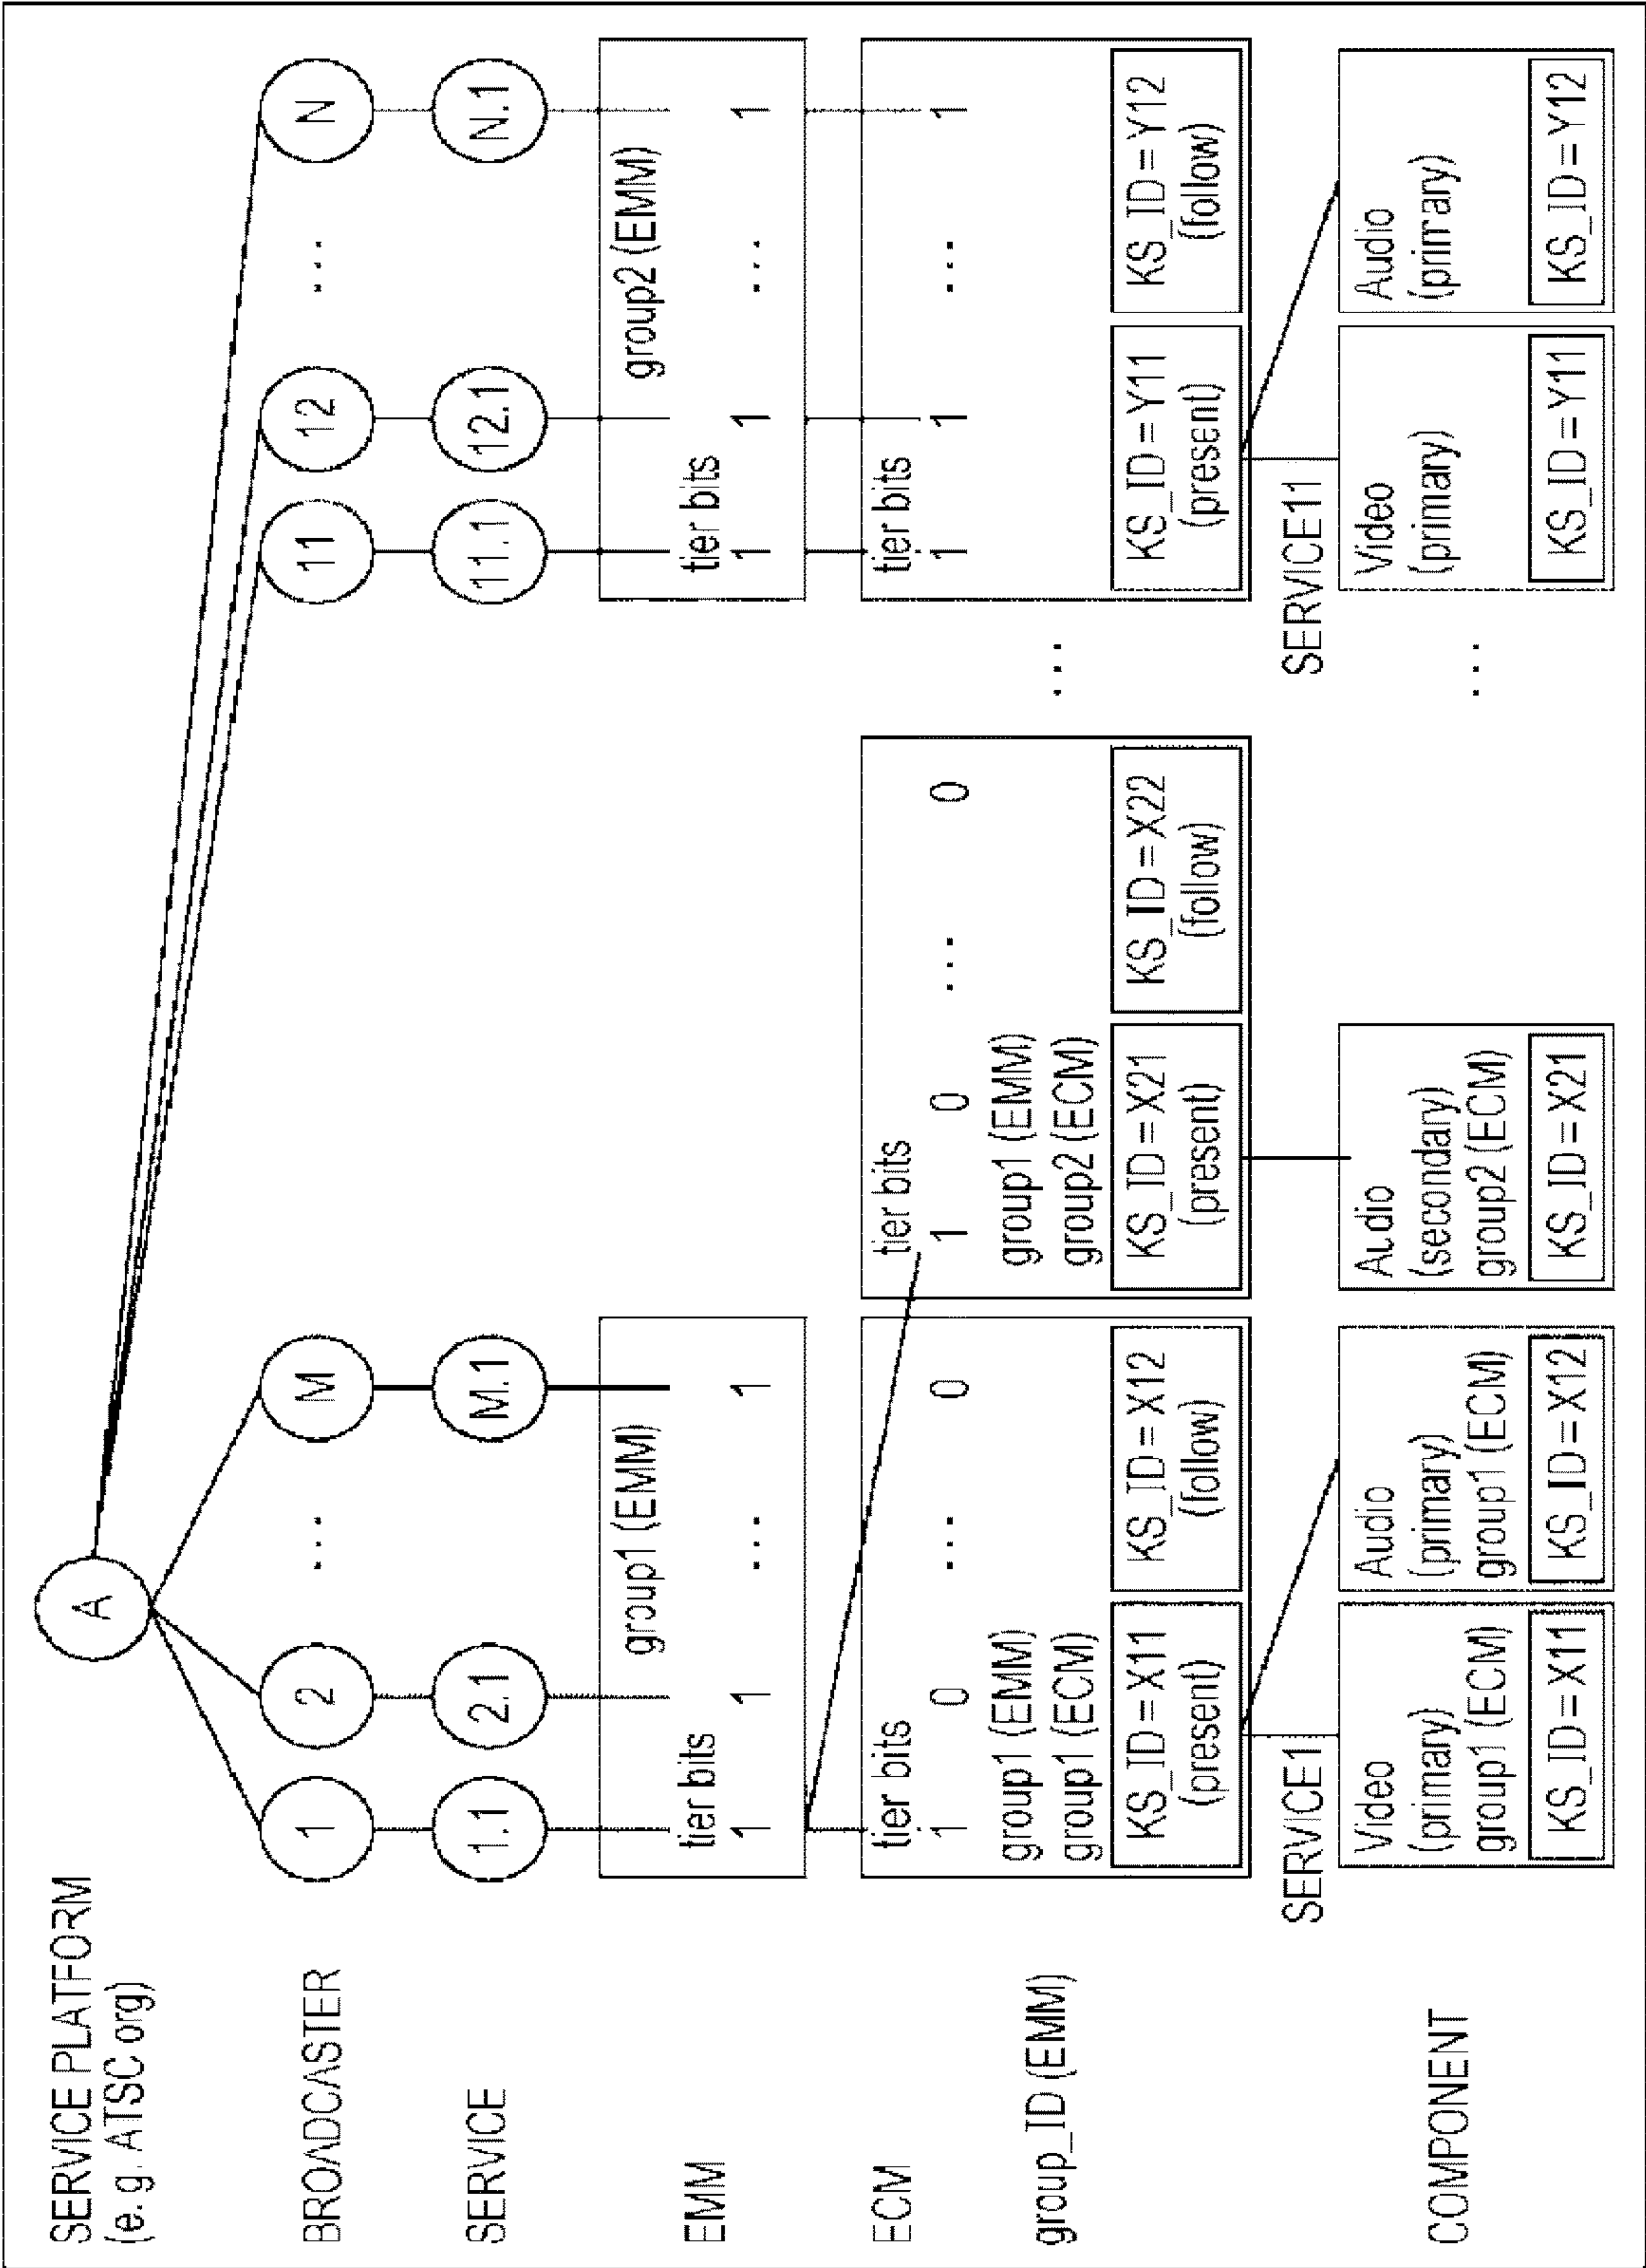 SERVICE PLATFORM
(e. g. ATSC org)
A
BROADCASTER
1
2
...
M
11
12
...
N
SERVICE
1.1
2.1
M.1
11.1
12.1
N.1
EMM
group1 (EMM)
tier bits
1
1
...
1
group2 (EMM)
tier bits
1
1
...
1
ECM
tier bits
1
0
...
0
tier bits
1
0
...
0
tier bits
1
1
...
1
group_ID (EMM)
group1 (EMM)
group1 (ECM)
group1 (EMM)
group2 (ECM)
...
KS_ID=X11
(present)
KS_ID=X12
(follow)
KS_ID=X21
(present)
KS_ID=X22
(follow)
KS_ID=Y11
(present)
KS_ID=Y12
(follow)
SERVICE1
SERVICE11
COMPONENT
Video
(primary)
group1 (ECM)
KS_ID=X11
Audio
(primary)
group1 (ECM)
KS_ID=X12
Audio
(secondary)
group2 (ECM)
KS_ID=X21
...
Video
(primary)
KS_ID=Y11
Audio
(primary)
KS_ID=Y12